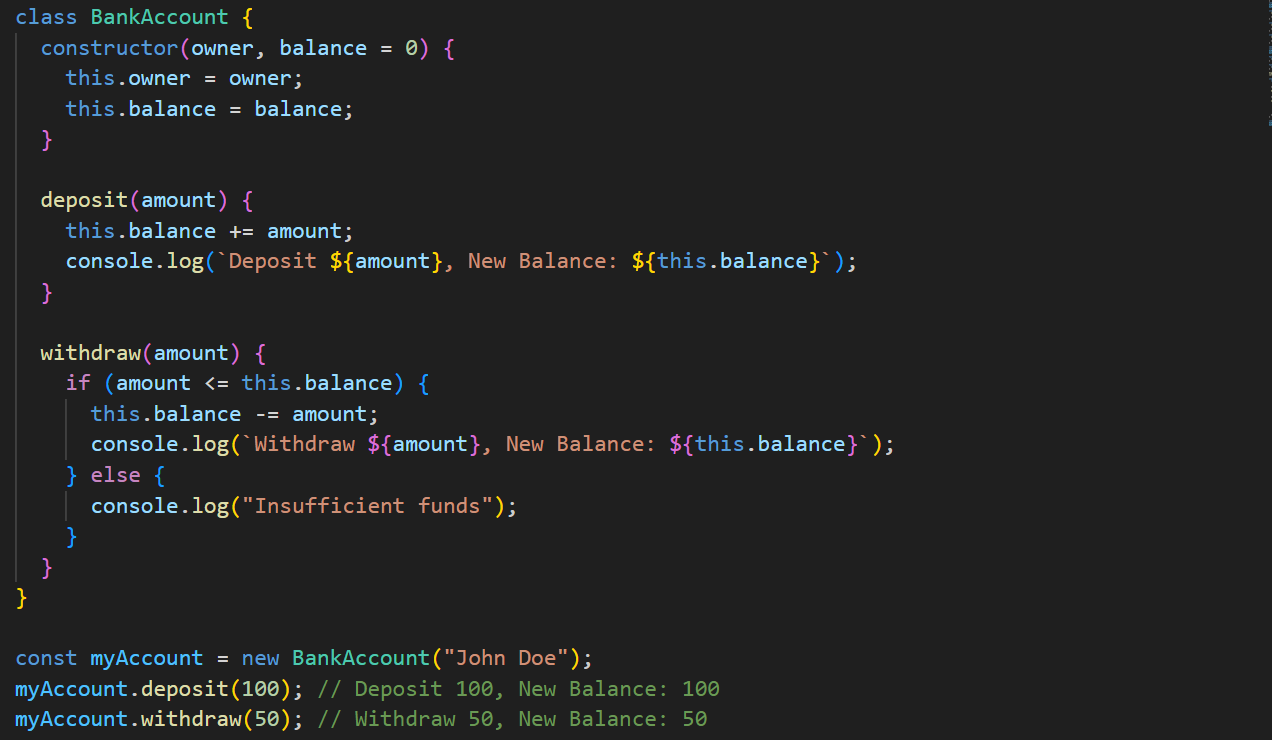 class BankAccount {
  constructor(owner, balance = 0) {
    this.owner = owner;
    this.balance = balance;
  }

  deposit(amount) {
    this.balance += amount;
    console.log(`Deposit ${amount}, New Balance: ${this.balance}`);
  }

  withdraw(amount) {
    if (amount <= this.balance) {
      this.balance -= amount;
      console.log(`Withdraw ${amount}, New Balance: ${this.balance}`);
    } else {
      console.log("Insufficient funds");
    }
  }
}

const myAccount = new BankAccount("John Doe");
myAccount.deposit(100); // Deposit 100, New Balance: 100
myAccount.withdraw(50); // Withdraw 50, New Balance: 50